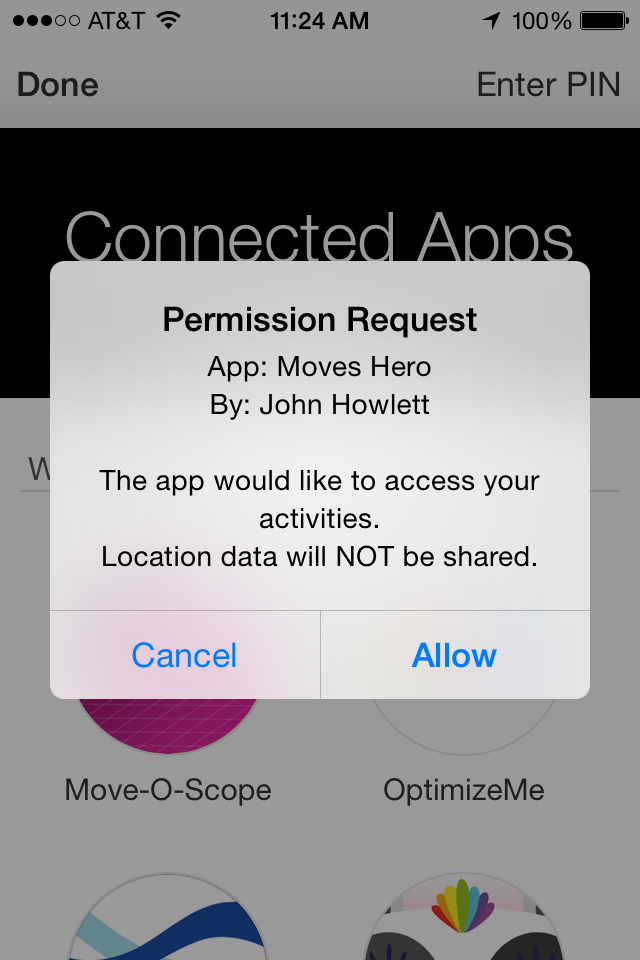 AT&T 11:24 AM 100%
Done Enter PIN
Connected Apps
Permission Request
App: Moves Hero
By: John Howlett
The app would like to access your
activities.
Location data will NOT be shared.
Cancel Allow
Move-O-Scope OptimizeMe